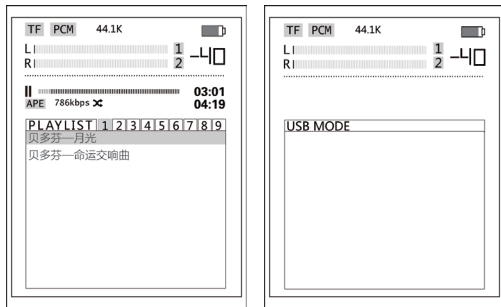 TF PCM 44.1K
L 1
R 2
-40
03:01
APE 786kbps 04:19
PLAYLIST 1 2 3 4 5 6 7 8 9
贝多芬—月光
贝多芬—命运交响曲
TF PCM 44.1K
L 1
R 2
-40
USB MODE